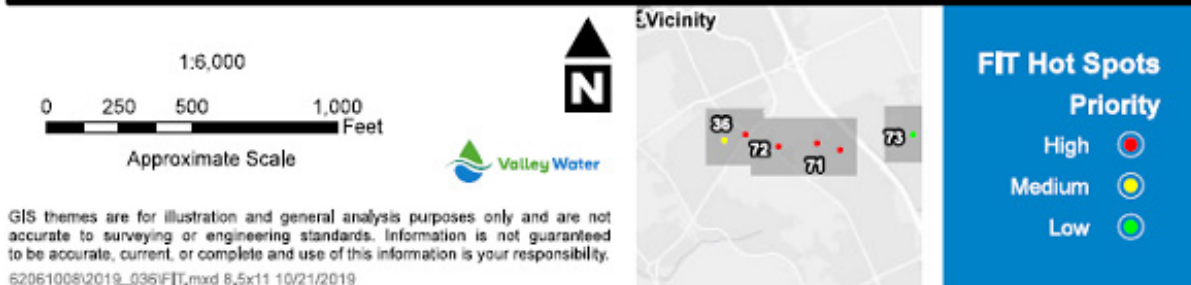 1:6,000
0 250 500 1,000
Feet
Approximate Scale
N
Valley Water
GIS themes are for illustration and general analysis purposes only and are not
accurate to surveying or engineering standards. Information is not guaranteed
to be accurate, current, or complete and use of this information is your responsibility.
62061008\2019_036\FIT.mxd 8.5x11 10/21/2019
Vicinity
36
72
71
73
FIT Hot Spots
Priority
High
Medium
Low